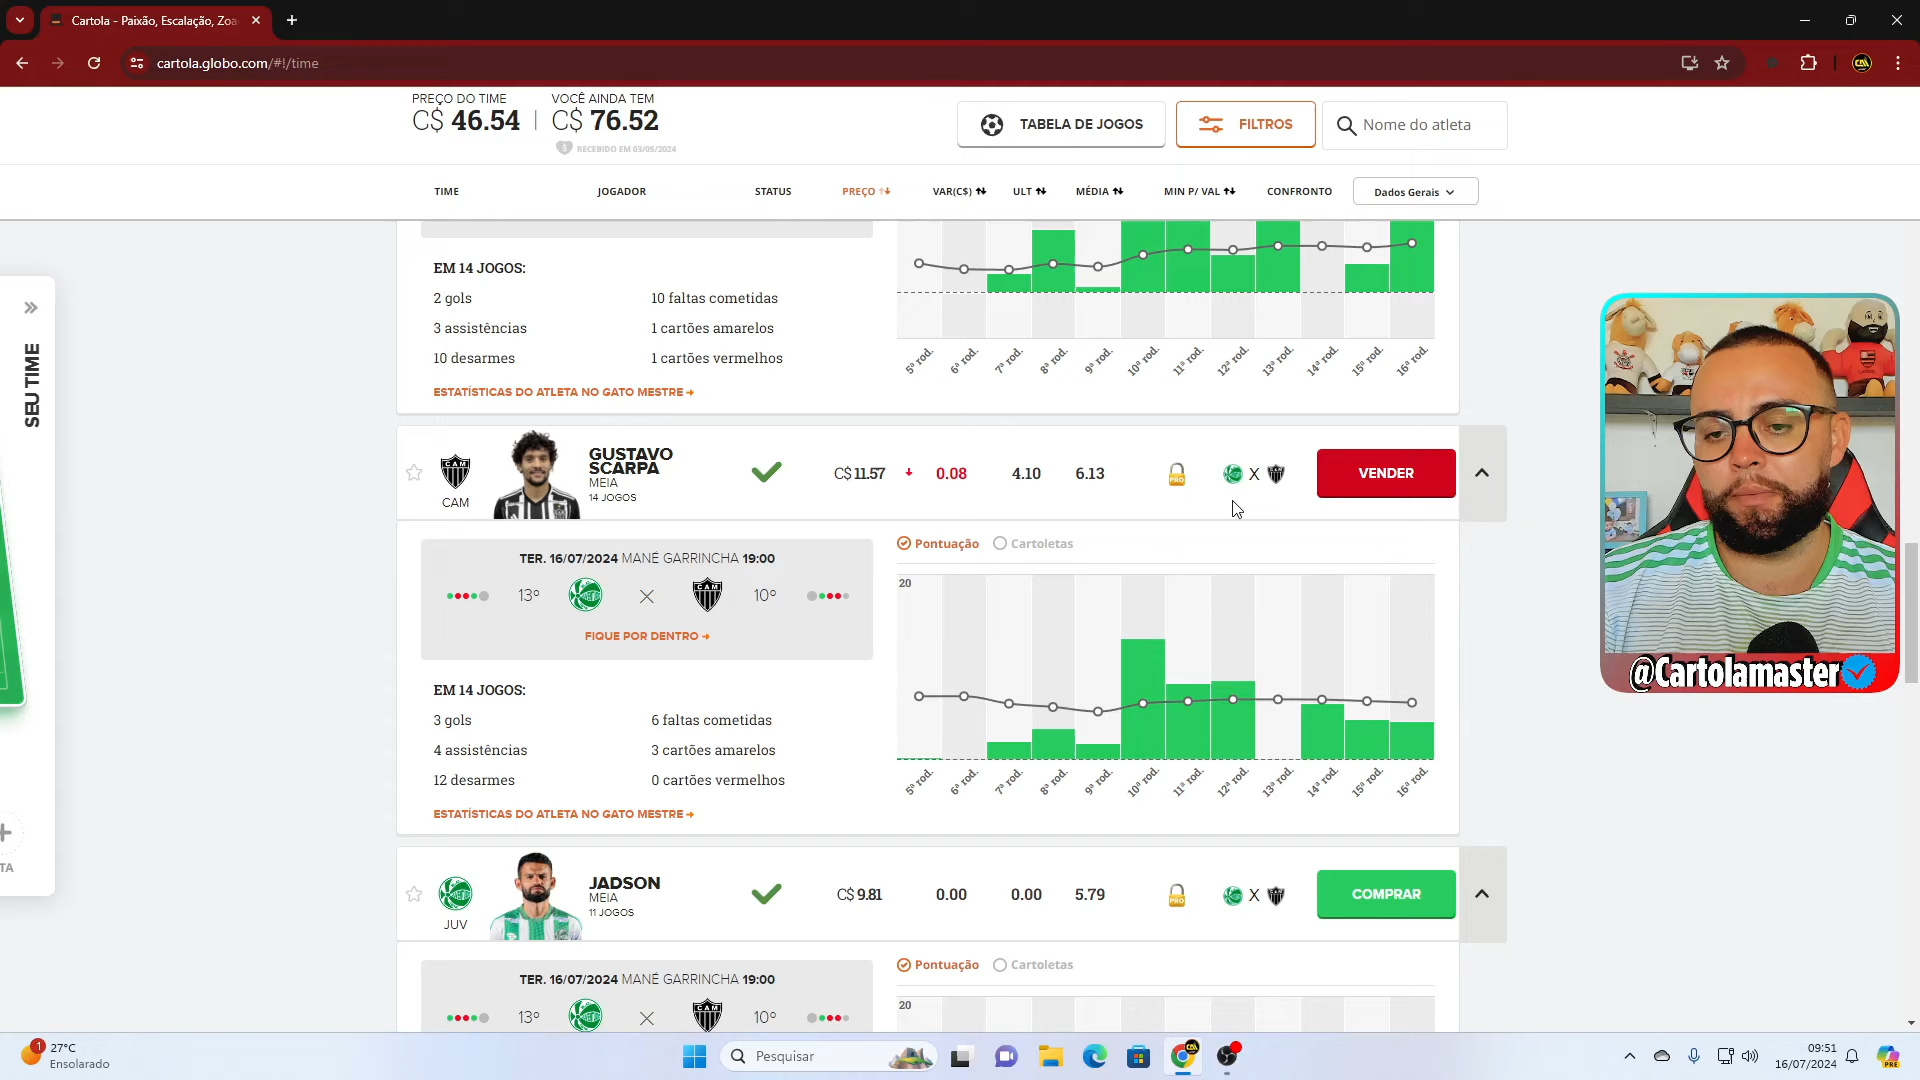 Cartola - Paixão, Escalação, Zoa
cartola.globo.com/#!/time
PREÇO DO TIME
C$ 46.54
VOCÊ AINDA TEM
C$ 76.52
RECEBIDO EM 03/05/2024
TABELA DE JOGOS
FILTROS
Nome do atleta
TIME JOGADOR STATUS PREÇO VAR(C$) ULT MÉDIA MIN P/ VAL CONFRONTO Dados Gerais
SEU TIME
TA
EM 14 JOGOS:
2 gols 10 faltas cometidas
3 assistências 1 cartões amarelos
10 desarmes 1 cartões vermelhos
ESTATÍSTICAS DO ATLETA NO GATO MESTRE
5ª rod. 6ª rod. 7ª rod. 8ª rod. 9ª rod. 10ª rod. 11ª rod. 12ª rod. 13ª rod. 14ª rod. 15ª rod. 16ª rod.
CAM
GUSTAVO
SCARPA
MEIA
14 JOGOS
C$ 11.57 0.08 4.10 6.13 PRO X VENDER
TER. 16/07/2024 MANÉ GARRINCHA 19:00
13º CAM 10º
FIQUE POR DENTRO
Pontuação Cartoletas
20
EM 14 JOGOS:
3 gols 6 faltas cometidas
4 assistências 3 cartões amarelos
12 desarmes 0 cartões vermelhos
ESTATÍSTICAS DO ATLETA NO GATO MESTRE
5ª rod. 6ª rod. 7ª rod. 8ª rod. 9ª rod. 10ª rod. 11ª rod. 12ª rod. 13ª rod. 14ª rod. 15ª rod. 16ª rod.
JUV
JADSON
MEIA
11 JOGOS
C$ 9.81 0.00 0.00 5.79 PRO X COMPRAR
TER. 16/07/2024 MANÉ GARRINCHA 19:00
13º CAM 10º
Pontuação Cartoletas
20
@Cartolamaster
1
27°C
Ensolarado
Pesquisar
09:51
16/07/2024
PRE